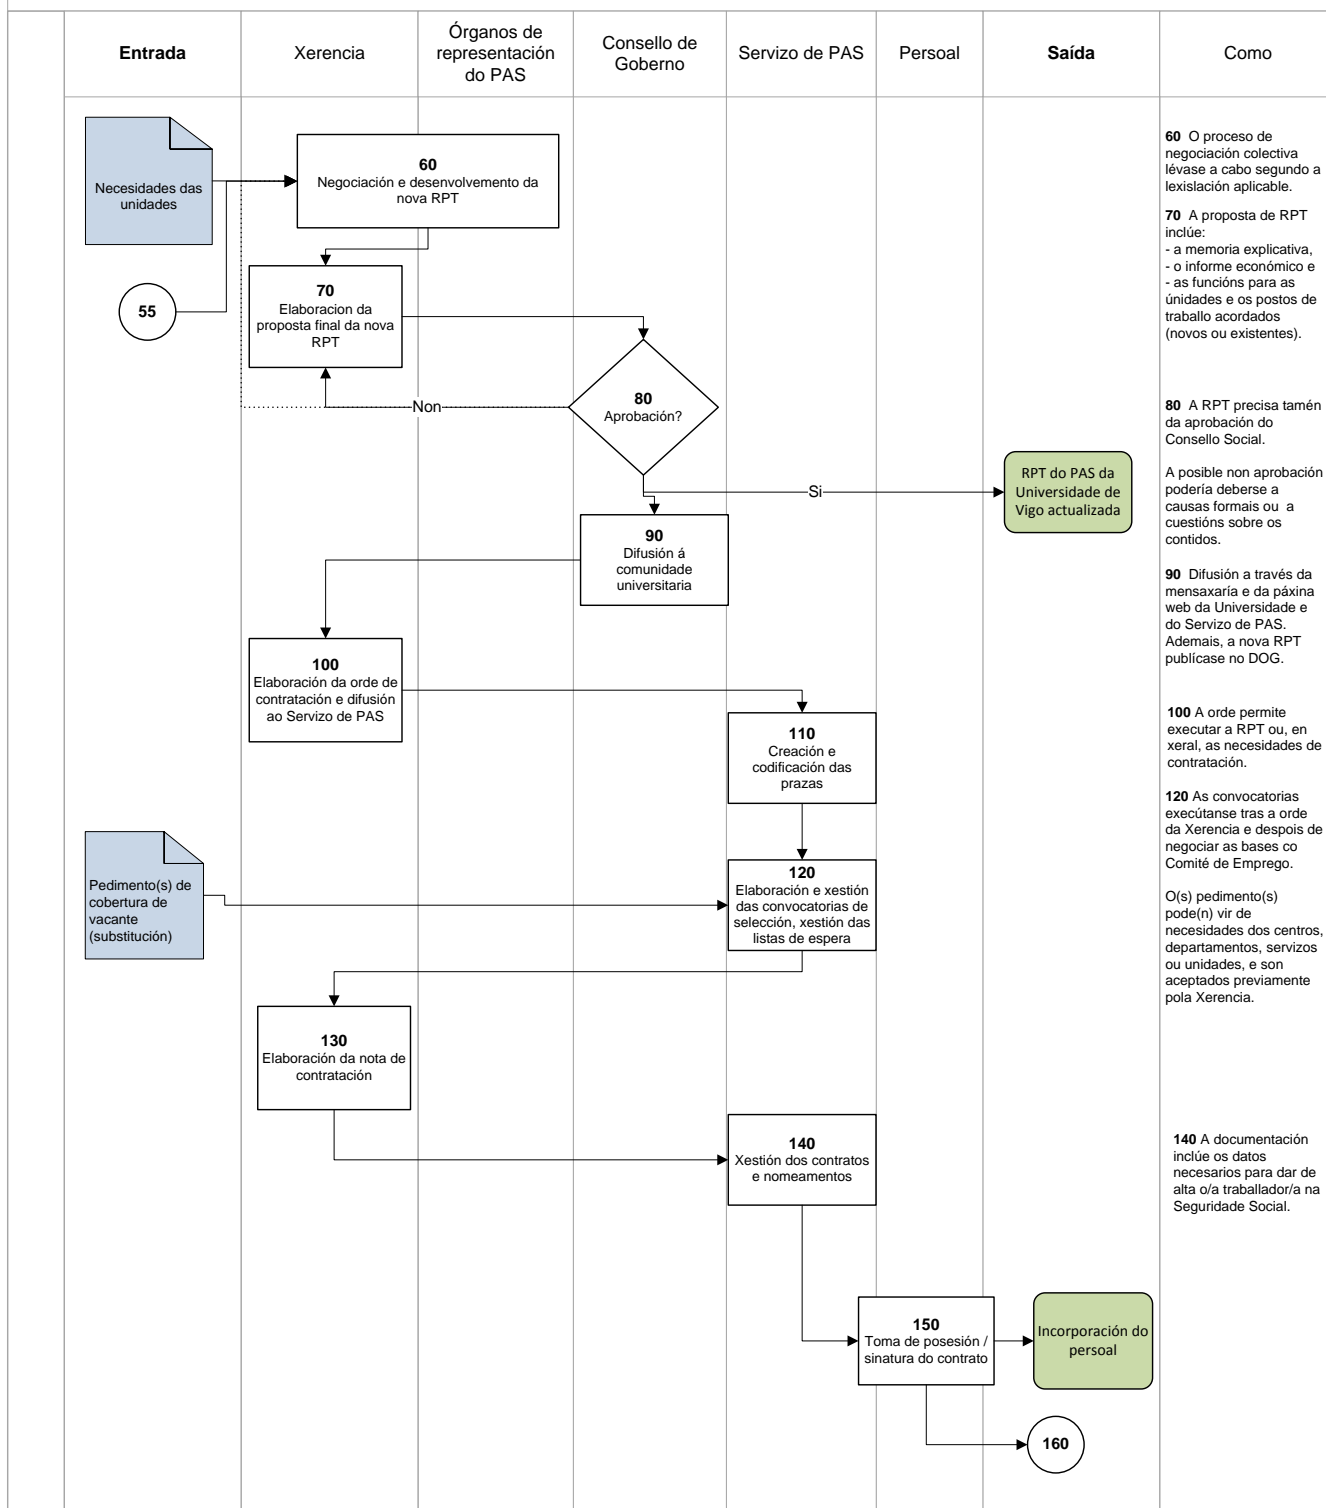 Entrada
Xerencia
Órganos de
representación
do PAS
Consello de
Goberno
Servizo de PAS
Persoal
Saída
Como
Necesidades das
unidades
55
60
Negociación e desenvolvemento da
nova RPT
70
Elaboracion da
proposta final da nova
RPT
80
Aprobación?
Non
Si
RPT do PAS da
Universidade de
Vigo actualizada
90
Difusión á
comunidade
universitaria
100
Elaboración da orde de
contratación e difusión
ao Servizo de PAS
110
Creación e
codificación das
prazas
Pedimento(s) de
cobertura de
vacante
(substitución)
120
Elaboración e xestión
das convocatorias de
selección, xestión das
listas de espera
130
Elaboración da nota de
contratación
140
Xestión dos contratos
e nomeamentos
150
Toma de posesión /
sinatura do contrato
Incorporación do
persoal
160
60 O proceso de
negociación colectiva
lévase a cabo segundo a
lexislación aplicable.
70 A proposta de RPT
inclúe:
- a memoria explicativa,
- o informe económico e
- as funcións para as
únidades e os postos de
traballo acordados
(novos ou existentes).
80 A RPT precisa tamén
da aprobación do
Consello Social.
A posible non aprobación
podería deberse a
causas formais ou a
cuestións sobre os
contidos.
90 Difusión a través da
mensaxaría e da páxina
web da Universidade e
do Servizo de PAS.
Ademais, a nova RPT
publícase no DOG.
100 A orde permite
executar a RPT ou, en
xeral, as necesidades de
contratación.
120 As convocatorias
execútanse tras a orde
da Xerencia e despois de
negociar as bases co
Comité de Emprego.
O(s) pedimento(s)
pode(n) vir de
necesidades dos centros,
departamentos, servizos
ou unidades, e son
aceptados previamente
pola Xerencia.
140 A documentación
inclúe os datos
necesarios para dar de
alta o/a traballador/a na
Seguridade Social.